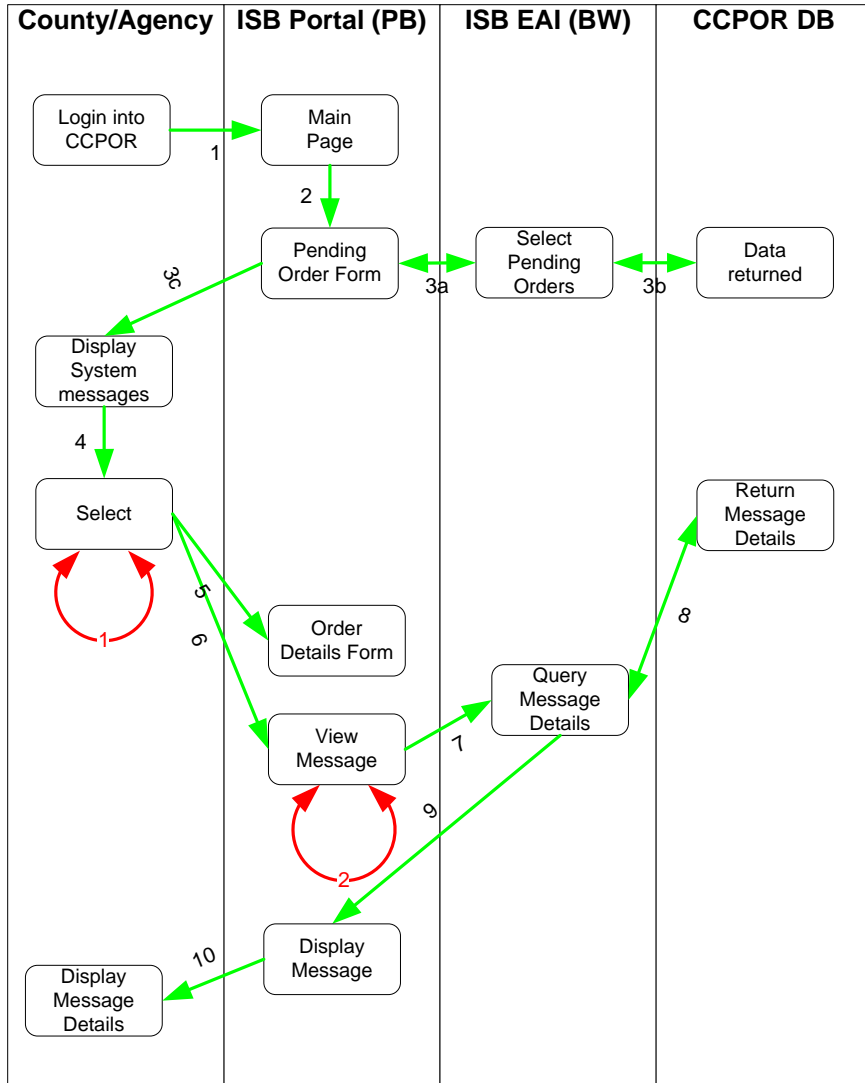 County/Agency
ISB Portal (PB)
ISB EAI (BW)
CCPOR DB
Login into
CCPOR
1
Main
Page
2
Pending
Order Form
3a
Select
Pending
Orders
3b
Data
returned
3c
Display
System
messages
4
Select
Return
Message
Details
1
5
6
Order
Details Form
8
Query
Message
Details
View
Message
7
9
2
Display
Message
10
Display
Message
Details